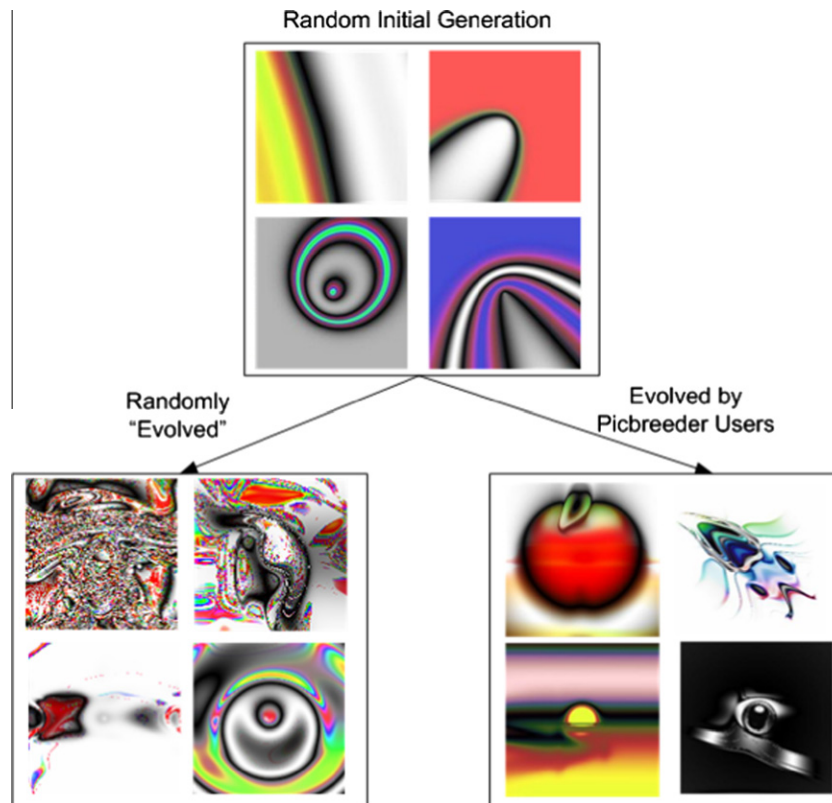 Random Initial Generation
Randomly
“Evolved”
Evolved by
Picbreeder Users